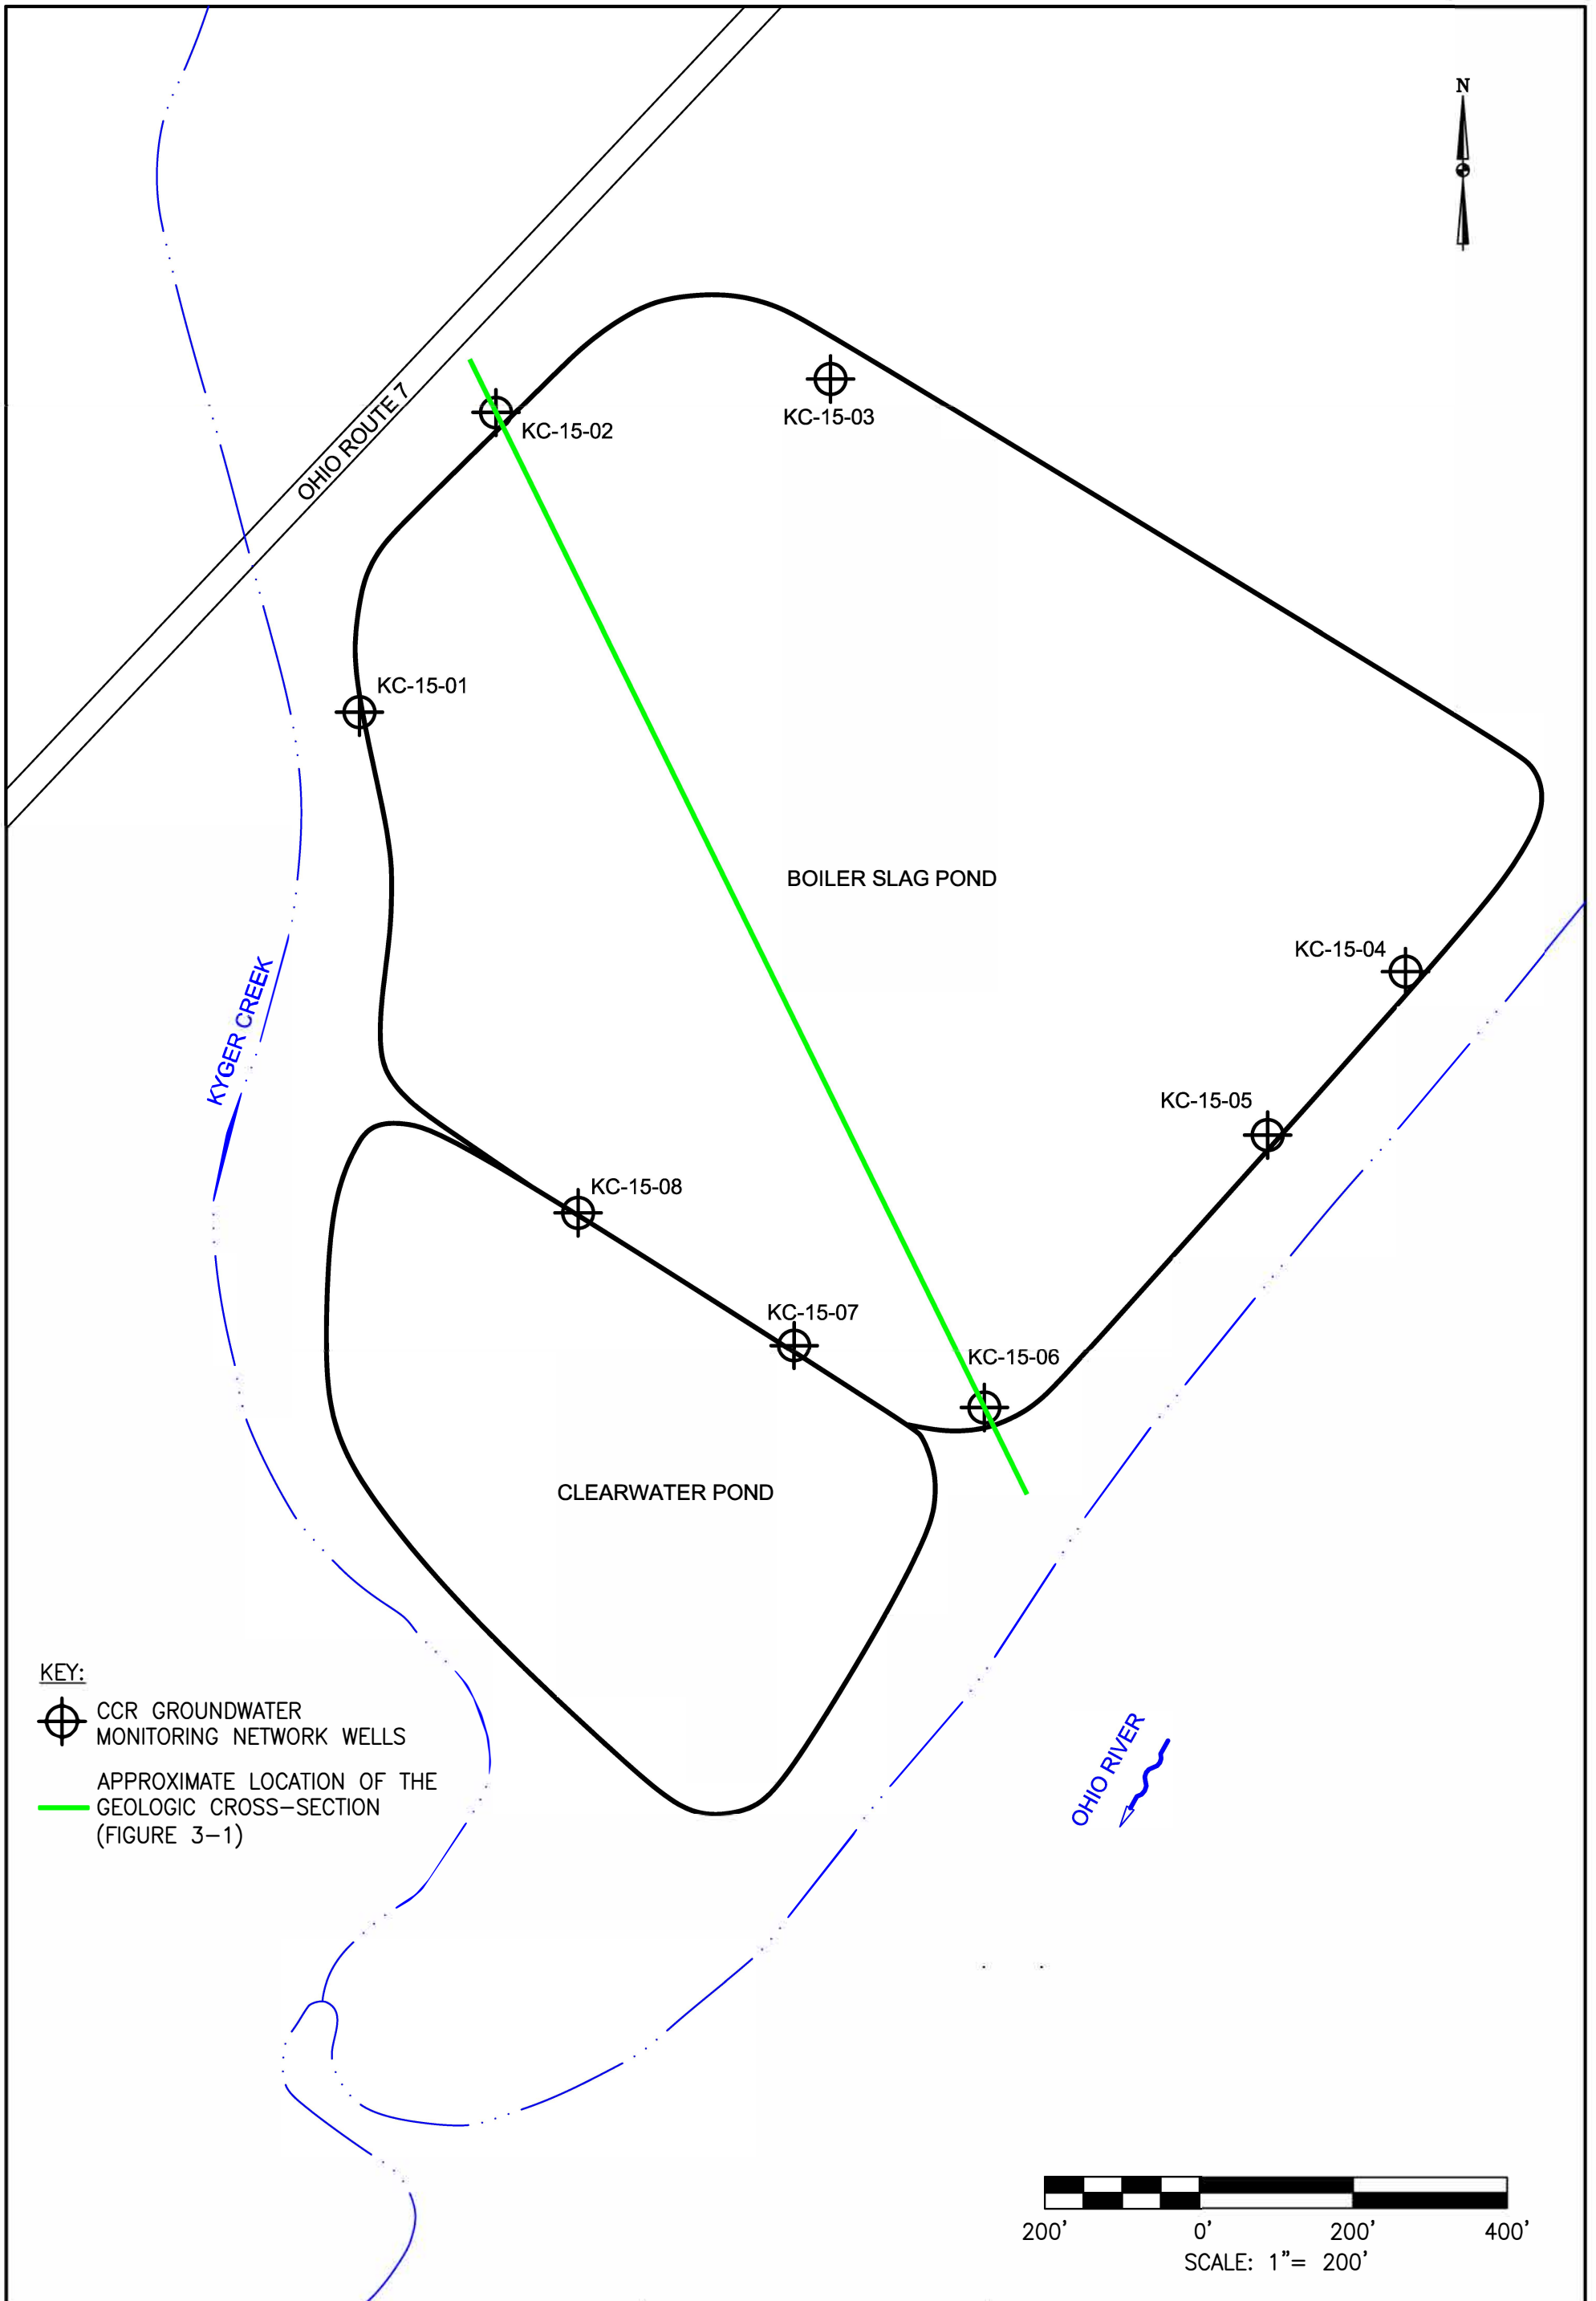 N
OHIO ROUTE 7
KC-15-03
KC-15-02
KC-15-01
BOILER SLAG POND
KC-15-04
KYGER CREEK
KC-15-05
KC-15-08
KC-15-07
KC-15-06
CLEARWATER POND
KEY:
CCR GROUNDWATER
MONITORING NETWORK WELLS
APPROXIMATE LOCATION OF THE
GEOLOGIC CROSS-SECTION
(FIGURE 3-1)
OHIO RIVER
200' 0' 200' 400'
SCALE: 1"= 200'